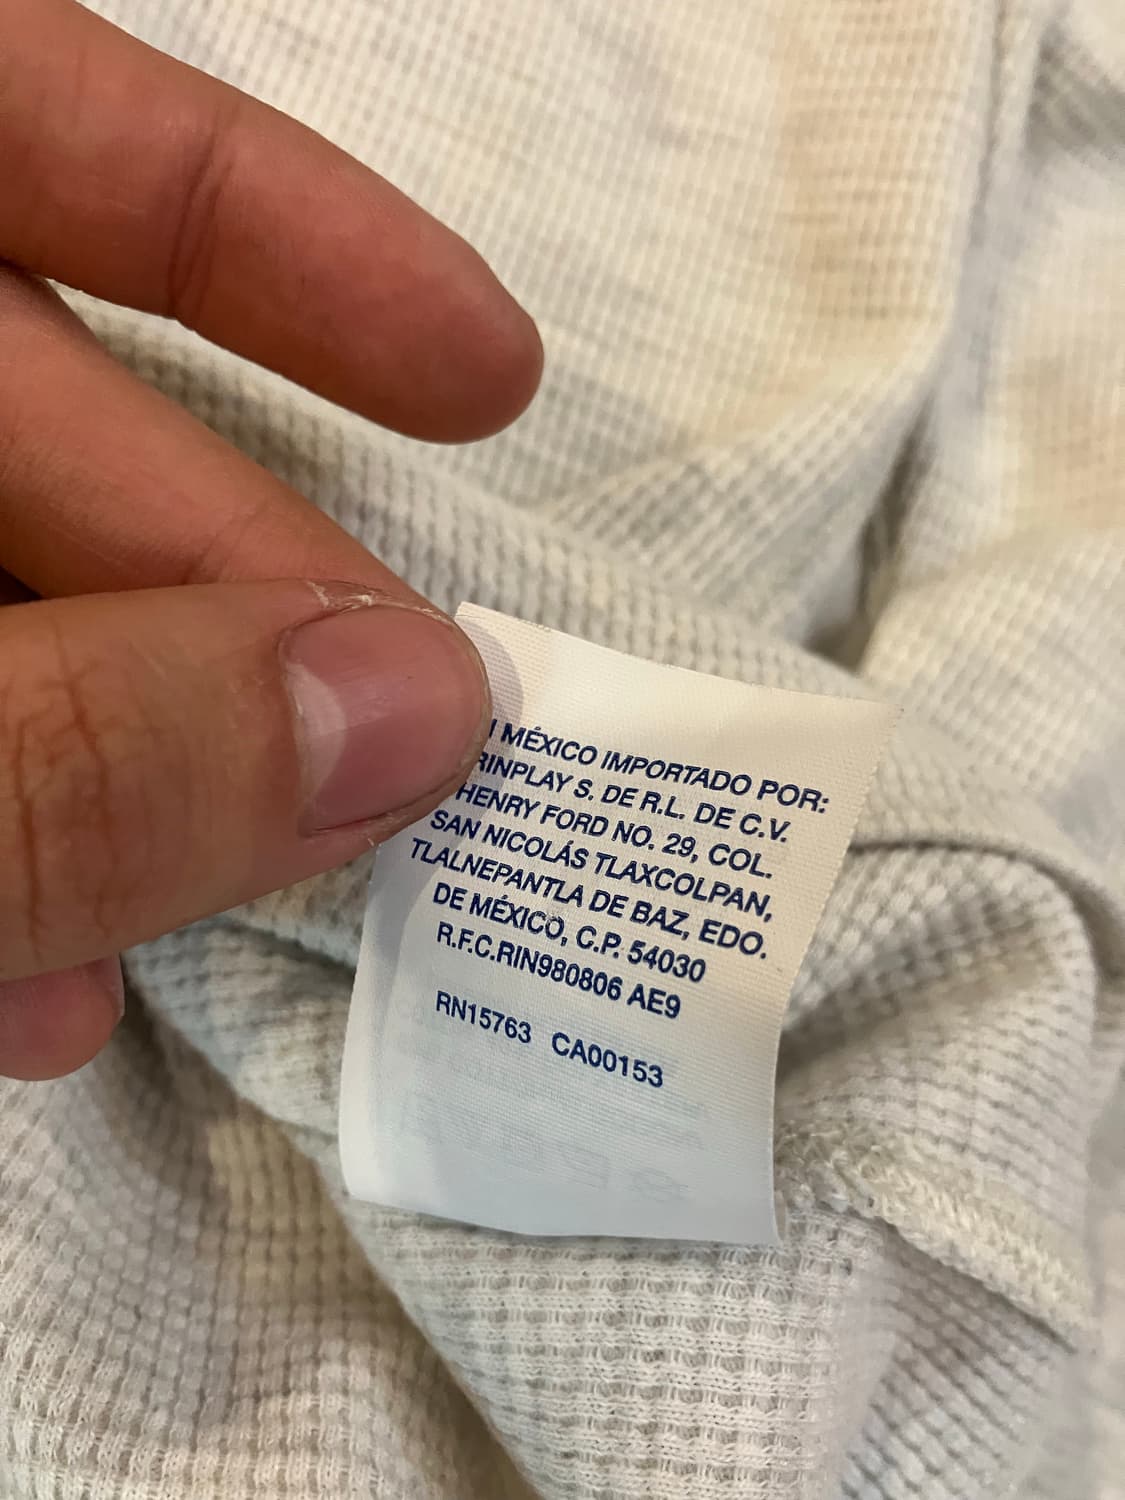 MÉXICO IMPORTADO POR:
RINPLAY S. DE R.L. DE C.V.
HENRY FORD NO. 29, COL.
SAN NICOLÁS TLAXCOLPAN,
TLALNEPANTLA DE BAZ, EDO.
DE MÉXICO, C.P. 54030
R.F.C.RIN980806 AE9
RN15763 CA00153